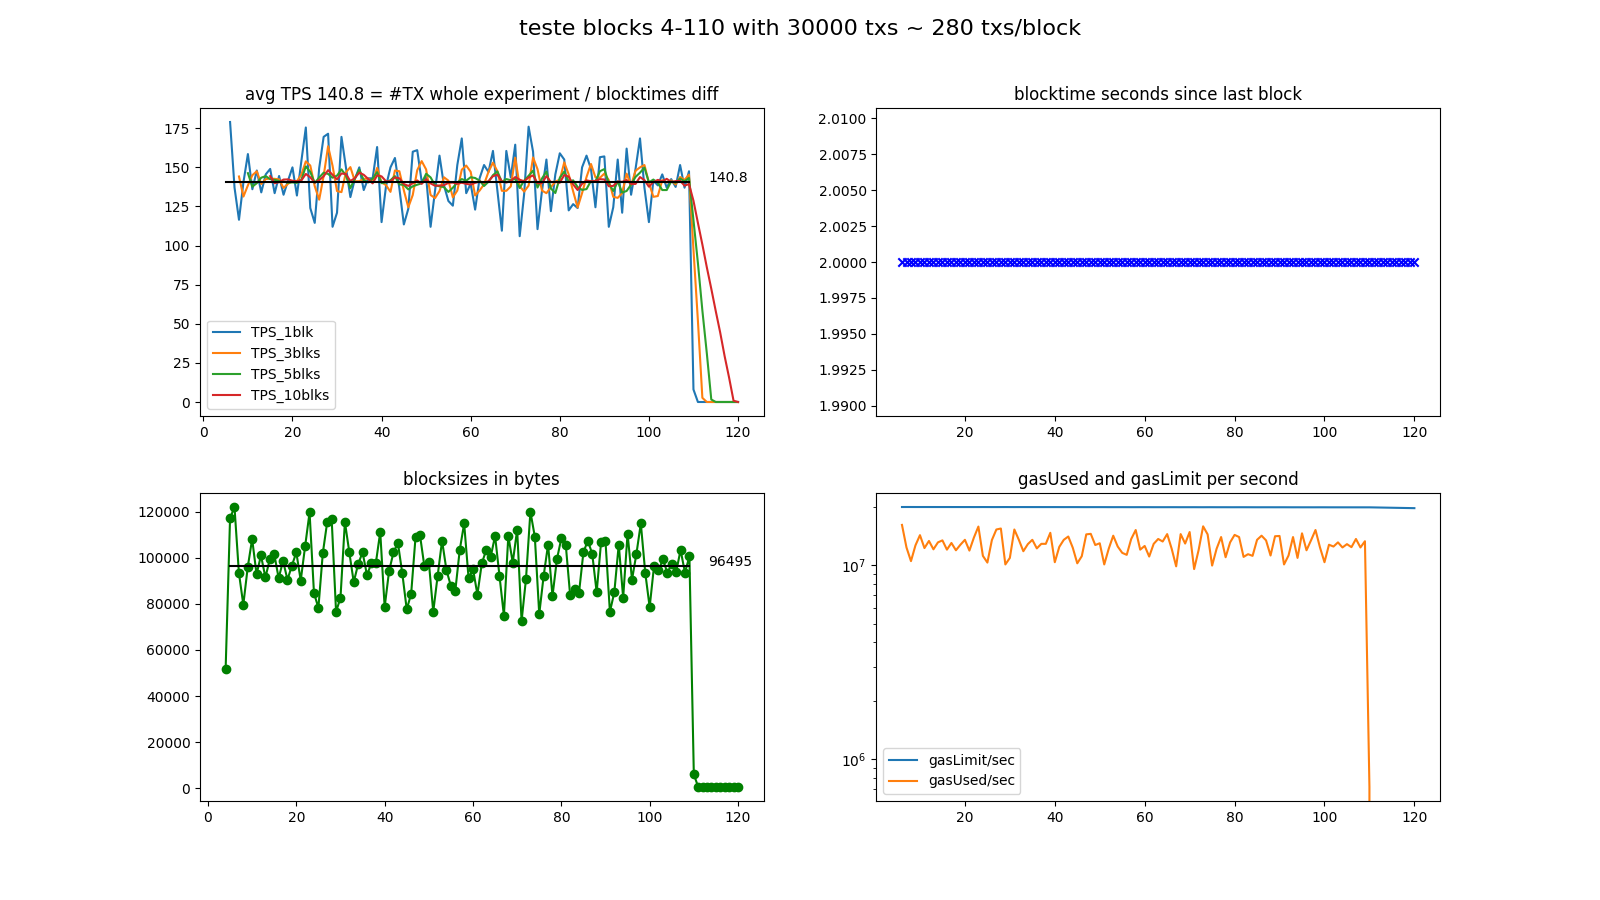 teste blocks 4-110 with 30000 txs ~ 280 txs/block
avg TPS 140.8 = #TX whole experiment / blocktimes diff
175
150
125
100
75
50
25
0
140.8
TPS_1blk
TPS_3blks
TPS_5blks
TPS_10blks
0 20 40 60 80 100 120
blocktime seconds since last block
2.0100
2.0075
2.0050
2.0025
2.0000
1.9975
1.9950
1.9925
1.9900
20 40 60 80 100 120
blocksizes in bytes
120000
100000
80000
60000
40000
20000
0
96495
0 20 40 60 80 100 120
gasUsed and gasLimit per second
10^7
10^6
gasLimit/sec
gasUsed/sec
20 40 60 80 100 120